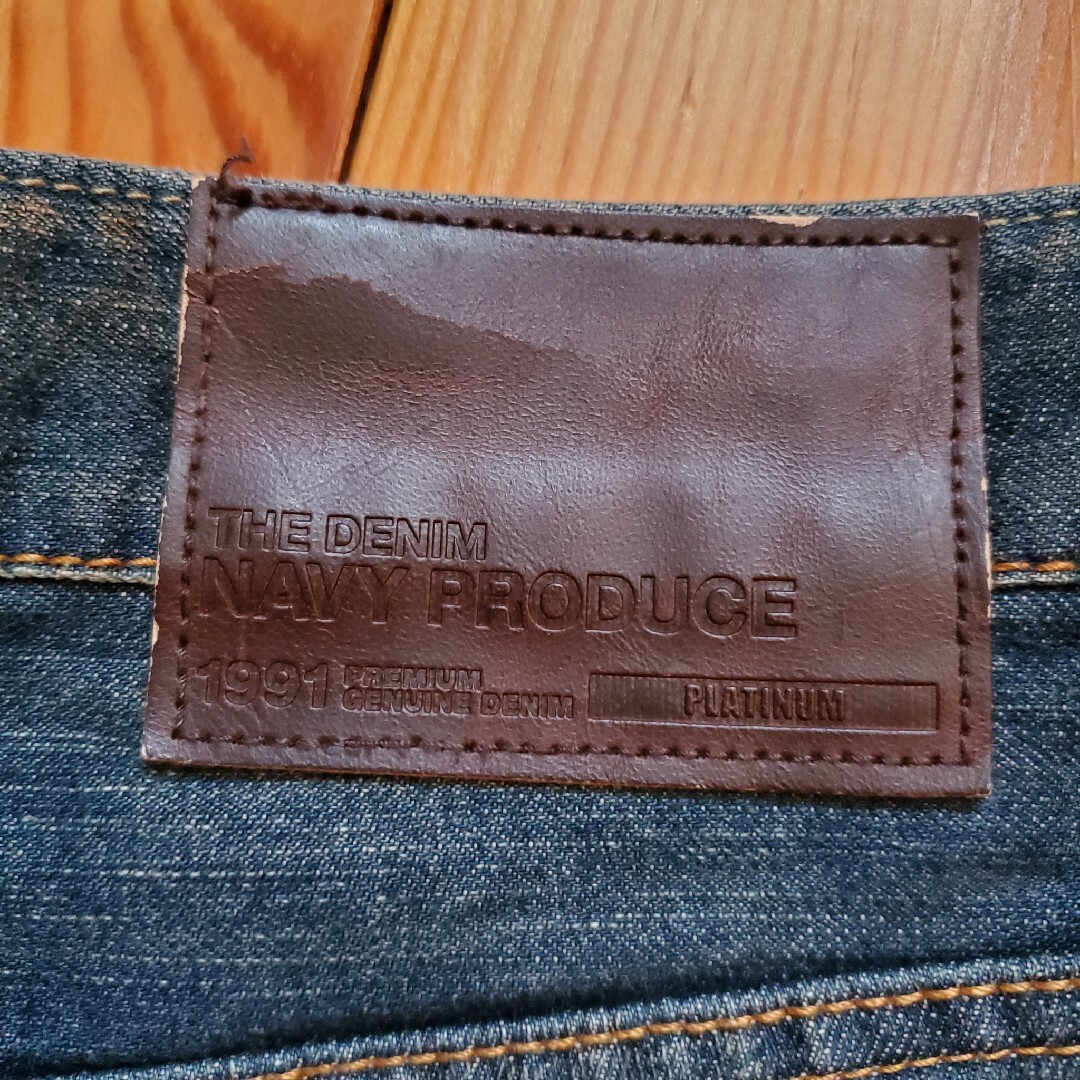 THE DENIM
NAVY PRODUCE
1991 PREMIUM
GENUINE DENIM
PLATINUM